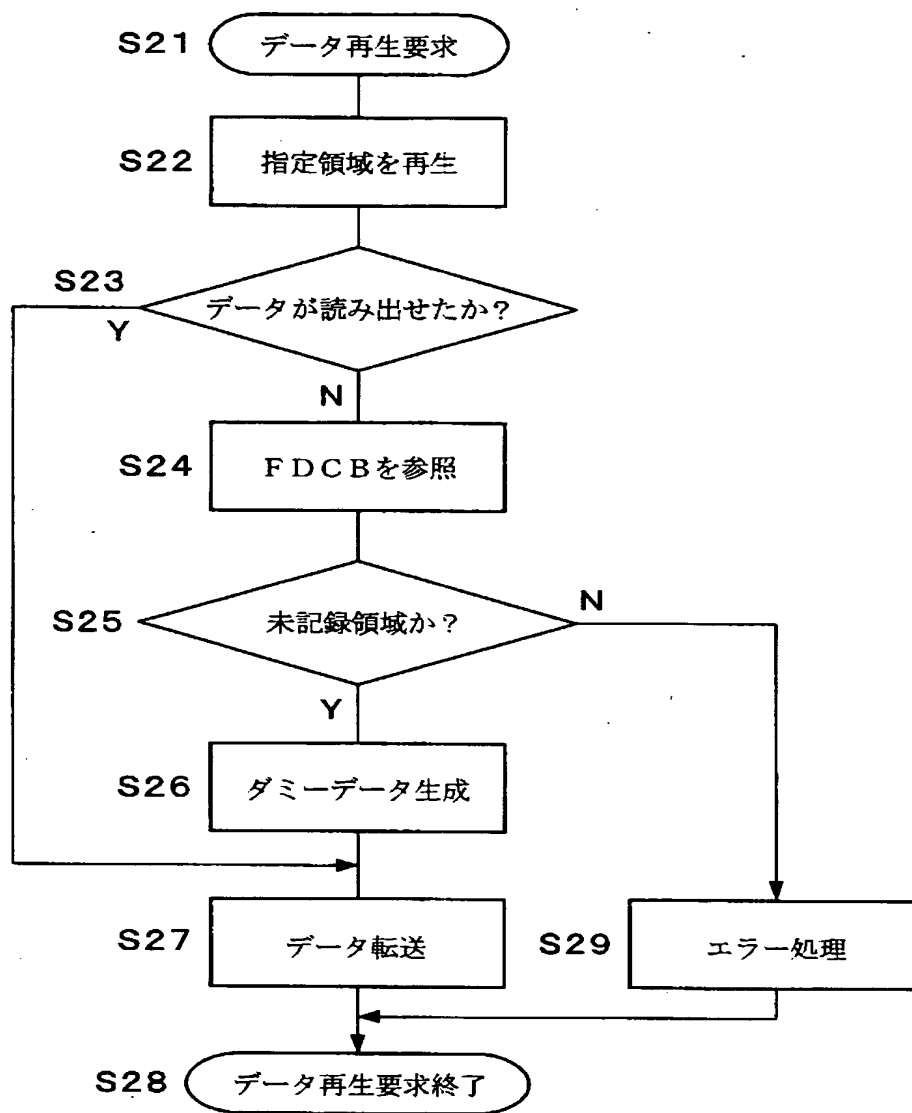 S21 データ再生要求
S22 指定領域を再生
S23 データが読み出せたか？
Y
N
S24 ＦＤＣＢを参照
S25 未記録領域か？
N
Y
S26 ダミーデータ生成
S27 データ転送
S29 エラー処理
S28 データ再生要求終了